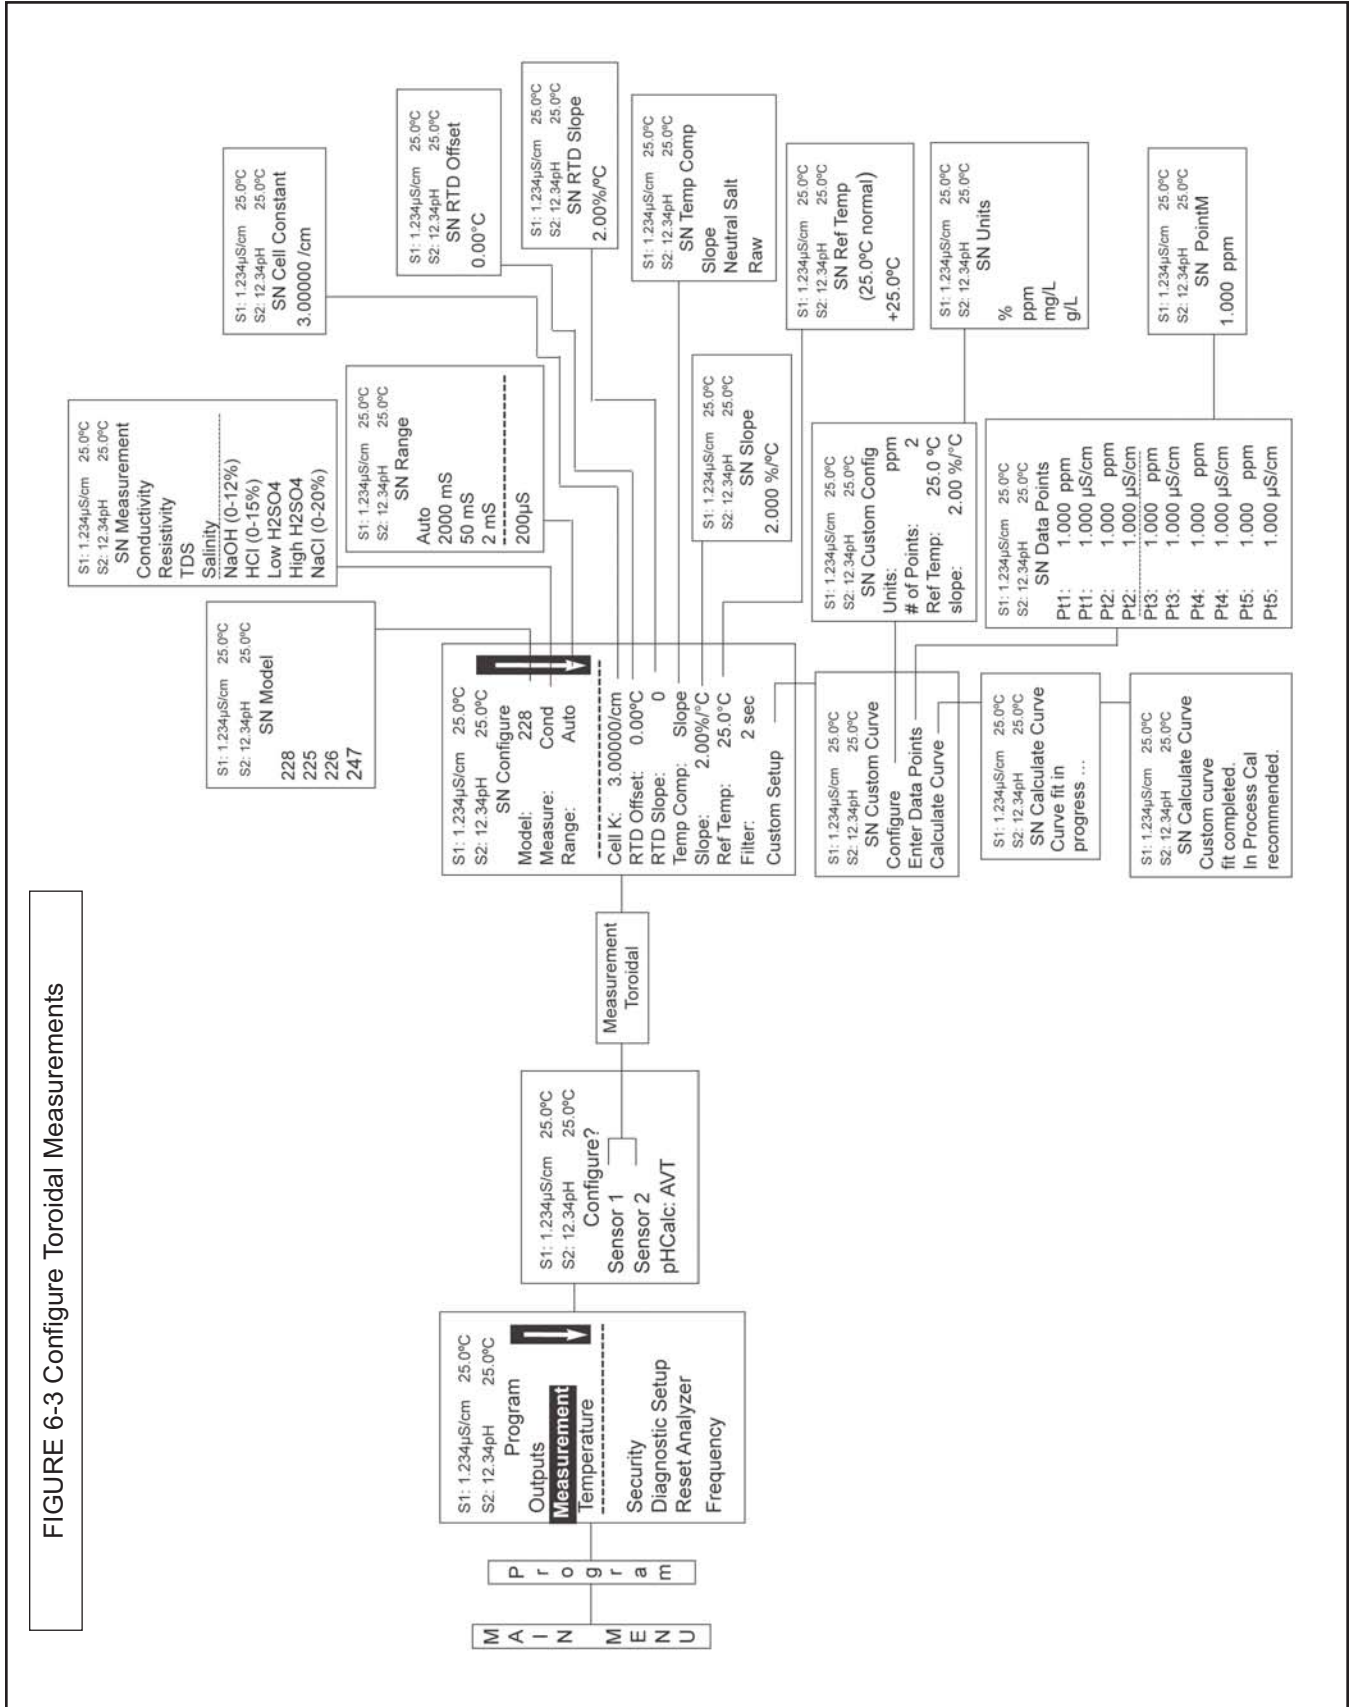 FIGURE 6-3 Configure Toroidal Measurements
MAIN MENU
Program
S1: 1.234µS/cm 25.0ºC
S2: 12.34pH 25.0ºC
Program
Outputs
Measurement
Temperature
Security
Diagnostic Setup
Reset Analyzer
Frequency
S1: 1.234µS/cm 25.0ºC
S2: 12.34pH 25.0ºC
Configure?
Sensor 1
Sensor 2
pHCalc: AVT
Measurement
Toroidal
S1: 1.234µS/cm 25.0ºC
S2: 12.34pH 25.0ºC
SN Configure
Model: 228
Measure: Cond
Range: Auto
Cell K: 3.00000/cm
RTD Offset: 0.00ºC
RTD Slope: 0
Temp Comp: Slope
Slope: 2.00%/ºC
Ref Temp: 25.0°C
Filter: 2 sec
Custom Setup
S1: 1.234µS/cm 25.0ºC
S2: 12.34pH 25.0ºC
SN Model
228
225
226
247
S1: 1.234µS/cm 25.0ºC
S2: 12.34pH 25.0ºC
SN Measurement
Conductivity
Resistivity
TDS
Salinity
NaOH (0-12%)
HCl (0-15%)
Low H2SO4
High H2SO4
NaCl (0-20%)
S1: 1.234µS/cm 25.0ºC
S2: 12.34pH 25.0ºC
SN Range
Auto
2000 mS
50 mS
2 mS
200µS
S1: 1.234µS/cm 25.0ºC
S2: 12.34pH 25.0ºC
SN Cell Constant
3.00000 /cm
S1: 1.234µS/cm 25.0ºC
S2: 12.34pH 25.0ºC
SN RTD Offset
0.00°C
S1: 1.234µS/cm 25.0ºC
S2: 12.34pH 25.0ºC
SN RTD Slope
2.00%/ºC
S1: 1.234µS/cm 25.0ºC
S2: 12.34pH 25.0ºC
SN Temp Comp
Slope
Neutral Salt
Raw
S1: 1.234µS/cm 25.0ºC
S2: 12.34pH 25.0ºC
SN Slope
2.000 %/ºC
S1: 1.234µS/cm 25.0ºC
S2: 12.34pH 25.0ºC
SN Ref Temp
(25.0ºC normal)
+25.0ºC
S1: 1.234µS/cm 25.0ºC
S2: 12.34pH 25.0ºC
SN Custom Curve
Configure
Enter Data Points
Calculate Curve
S1: 1.234µS/cm 25.0ºC
S2: 12.34pH 25.0ºC
SN Custom Config
Units: ppm
# of Points: 2
Ref Temp: 25.0 ºC
slope: 2.00 %/°C
S1: 1.234µS/cm 25.0ºC
S2: 12.34pH 25.0ºC
SN Units
%
ppm
mg/L
g/L
S1: 1.234µS/cm 25.0ºC
S2: 12.34pH 25.0ºC
SN Data Points
Pt1: 1.000 ppm
Pt1: 1.000 µS/cm
Pt2: 1.000 ppm
Pt2: 1.000 µS/cm
Pt3: 1.000 ppm
Pt3: 1.000 µS/cm
Pt4: 1.000 ppm
Pt4: 1.000 µS/cm
Pt5: 1.000 ppm
Pt5: 1.000 µS/cm
S1: 1.234µS/cm 25.0ºC
S2: 12.34pH 25.0ºC
SN PointM
1.000 ppm
S1: 1.234µS/cm 25.0ºC
S2: 12.34pH 25.0ºC
SN Calculate Curve
Curve fit in
progress ...
S1: 1.234µS/cm 25.0ºC
S2: 12.34pH 25.0ºC
SN Calculate Curve
Custom curve
fit completed.
In Process Cal
recommended.